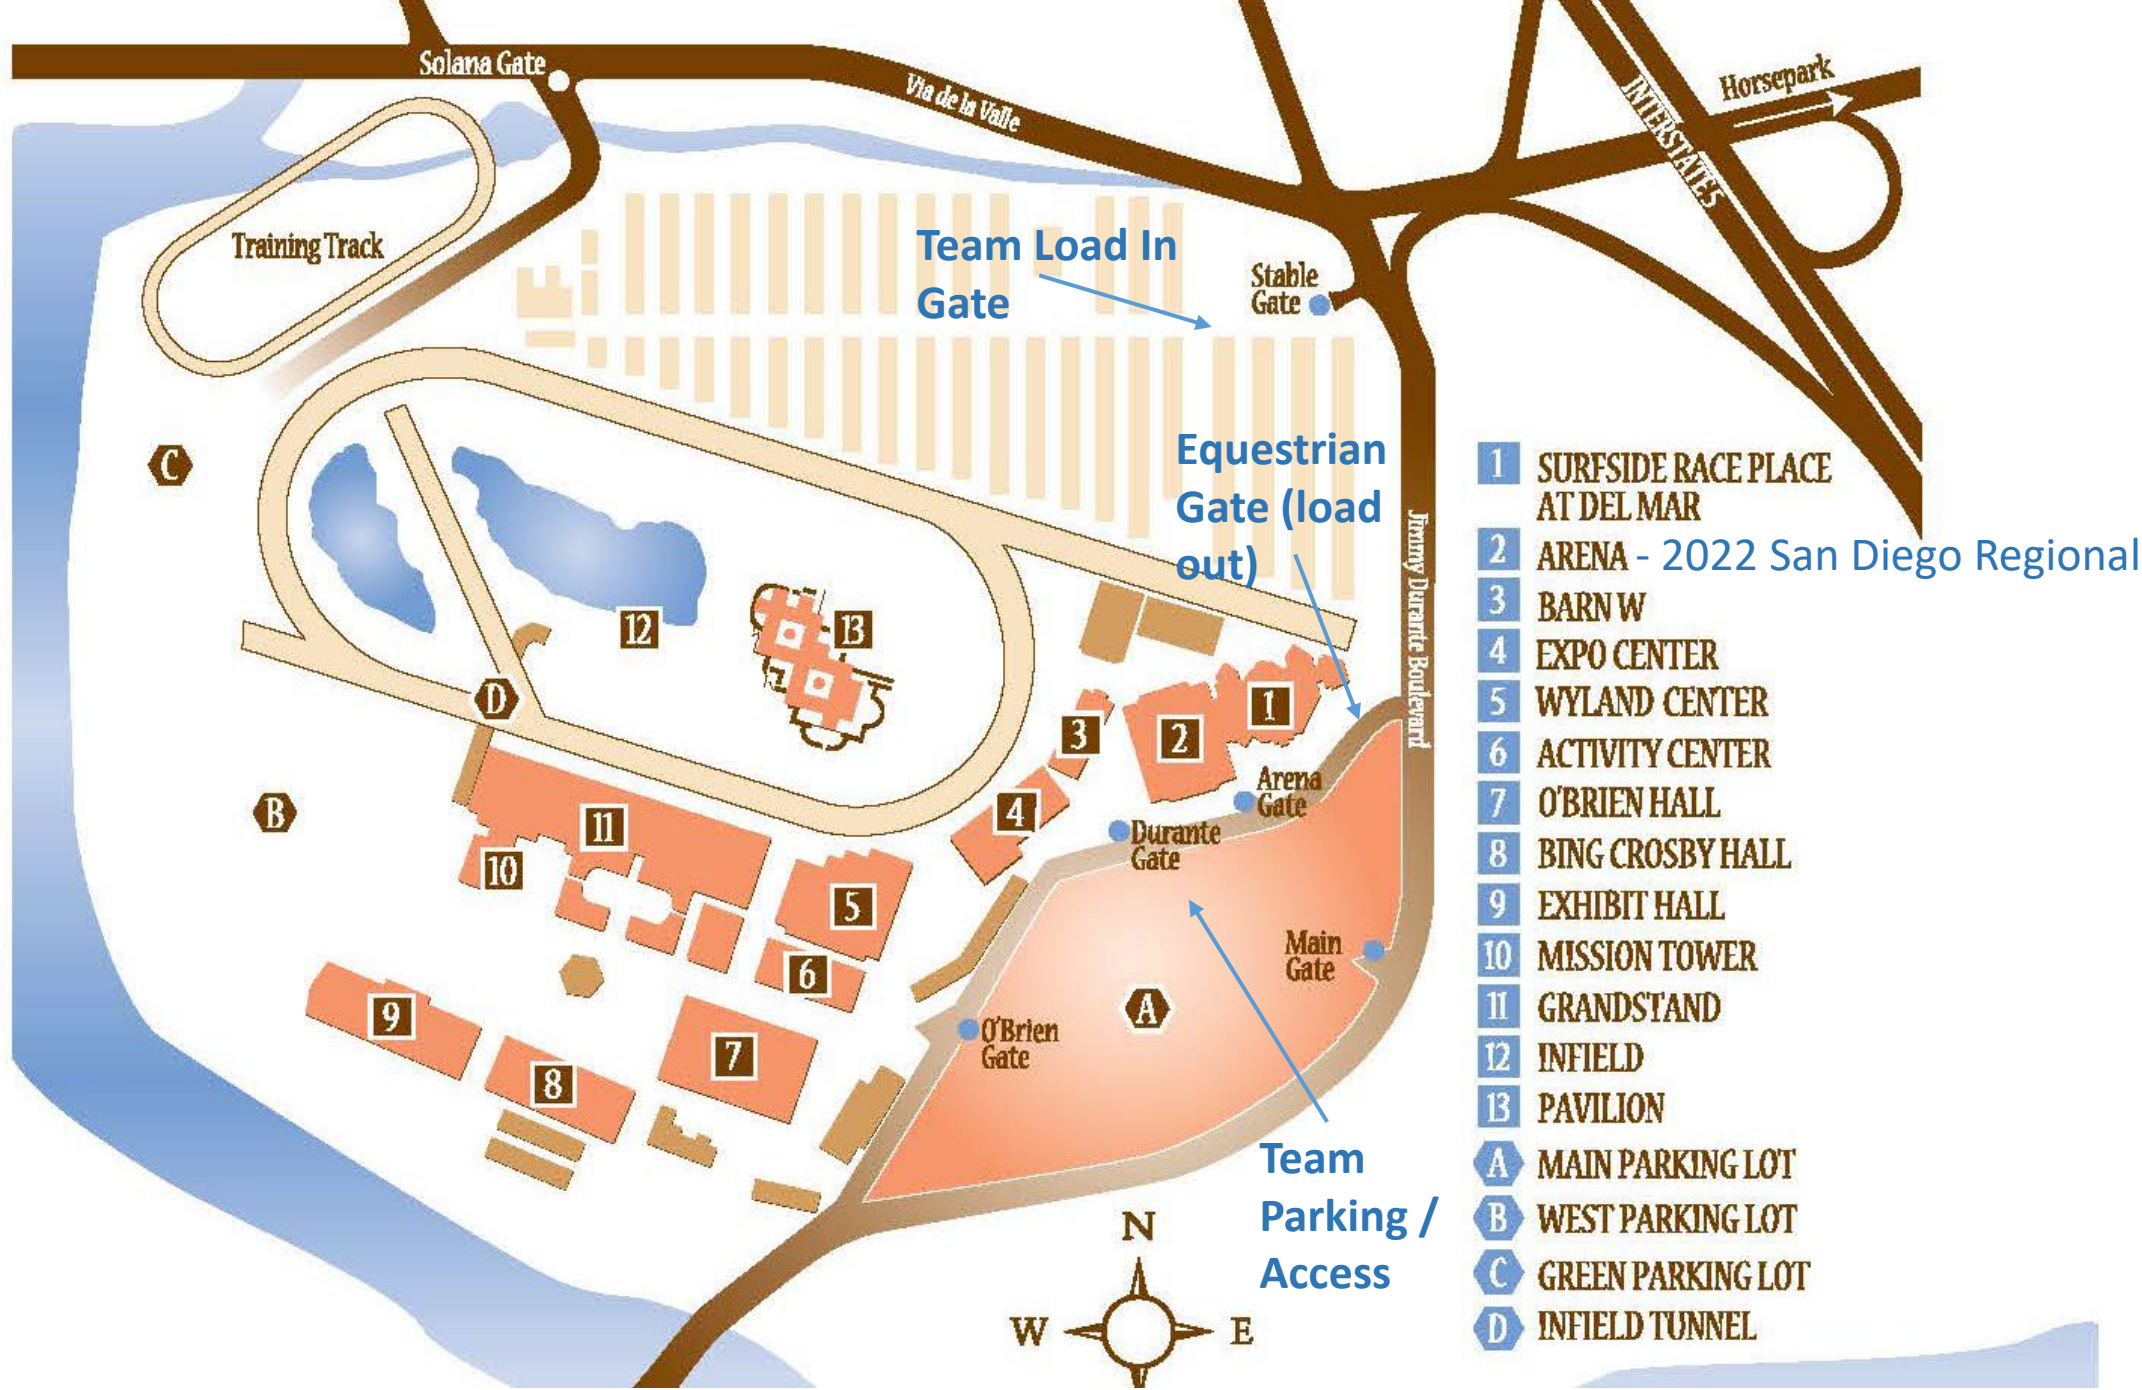 Solana Gate
Via de la Valle
Horsepark
INTERSTATE 5
Training Track
Team Load In
Gate
Stable
Gate
Equestrian
Gate (load
out)
Jimmy Durante Boulevard
C
12
13
D
B
11
10
3
2
1
4
Arena
Gate
Durante
Gate
5
6
Main
Gate
A
9
8
7
O'Brien
Gate
Team
Parking /
Access
N
W
E
1 SURFSIDE RACE PLACE
AT DEL MAR
2 ARENA - 2022 San Diego Regional
3 BARN W
4 EXPO CENTER
5 WYLAND CENTER
6 ACTIVITY CENTER
7 O'BRIEN HALL
8 BING CROSBY HALL
9 EXHIBIT HALL
10 MISSION TOWER
11 GRANDSTAND
12 INFIELD
13 PAVILION
A MAIN PARKING LOT
B WEST PARKING LOT
C GREEN PARKING LOT
D INFIELD TUNNEL